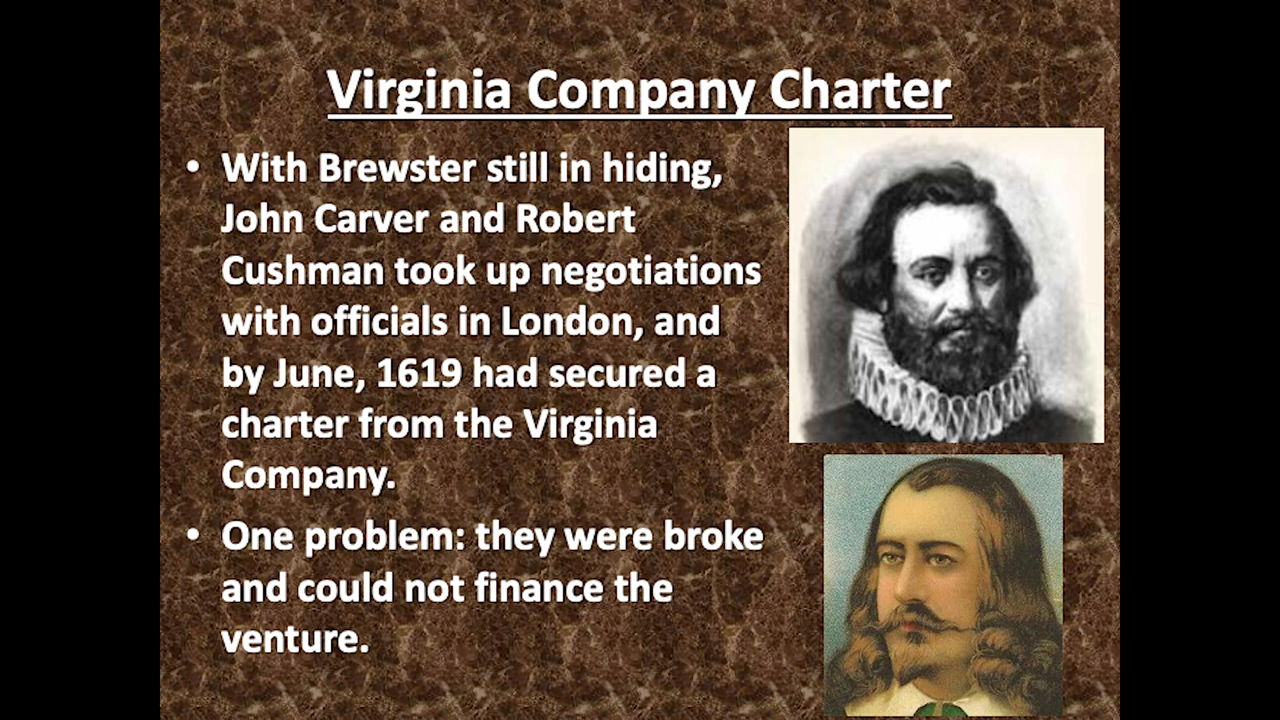 Virginia Company Charter
• With Brewster still in hiding,
John Carver and Robert
Cushman took up negotiations
with officials in London, and
by June, 1619 had secured a
charter from the Virginia
Company.
• One problem: they were broke
and could not finance the
venture.